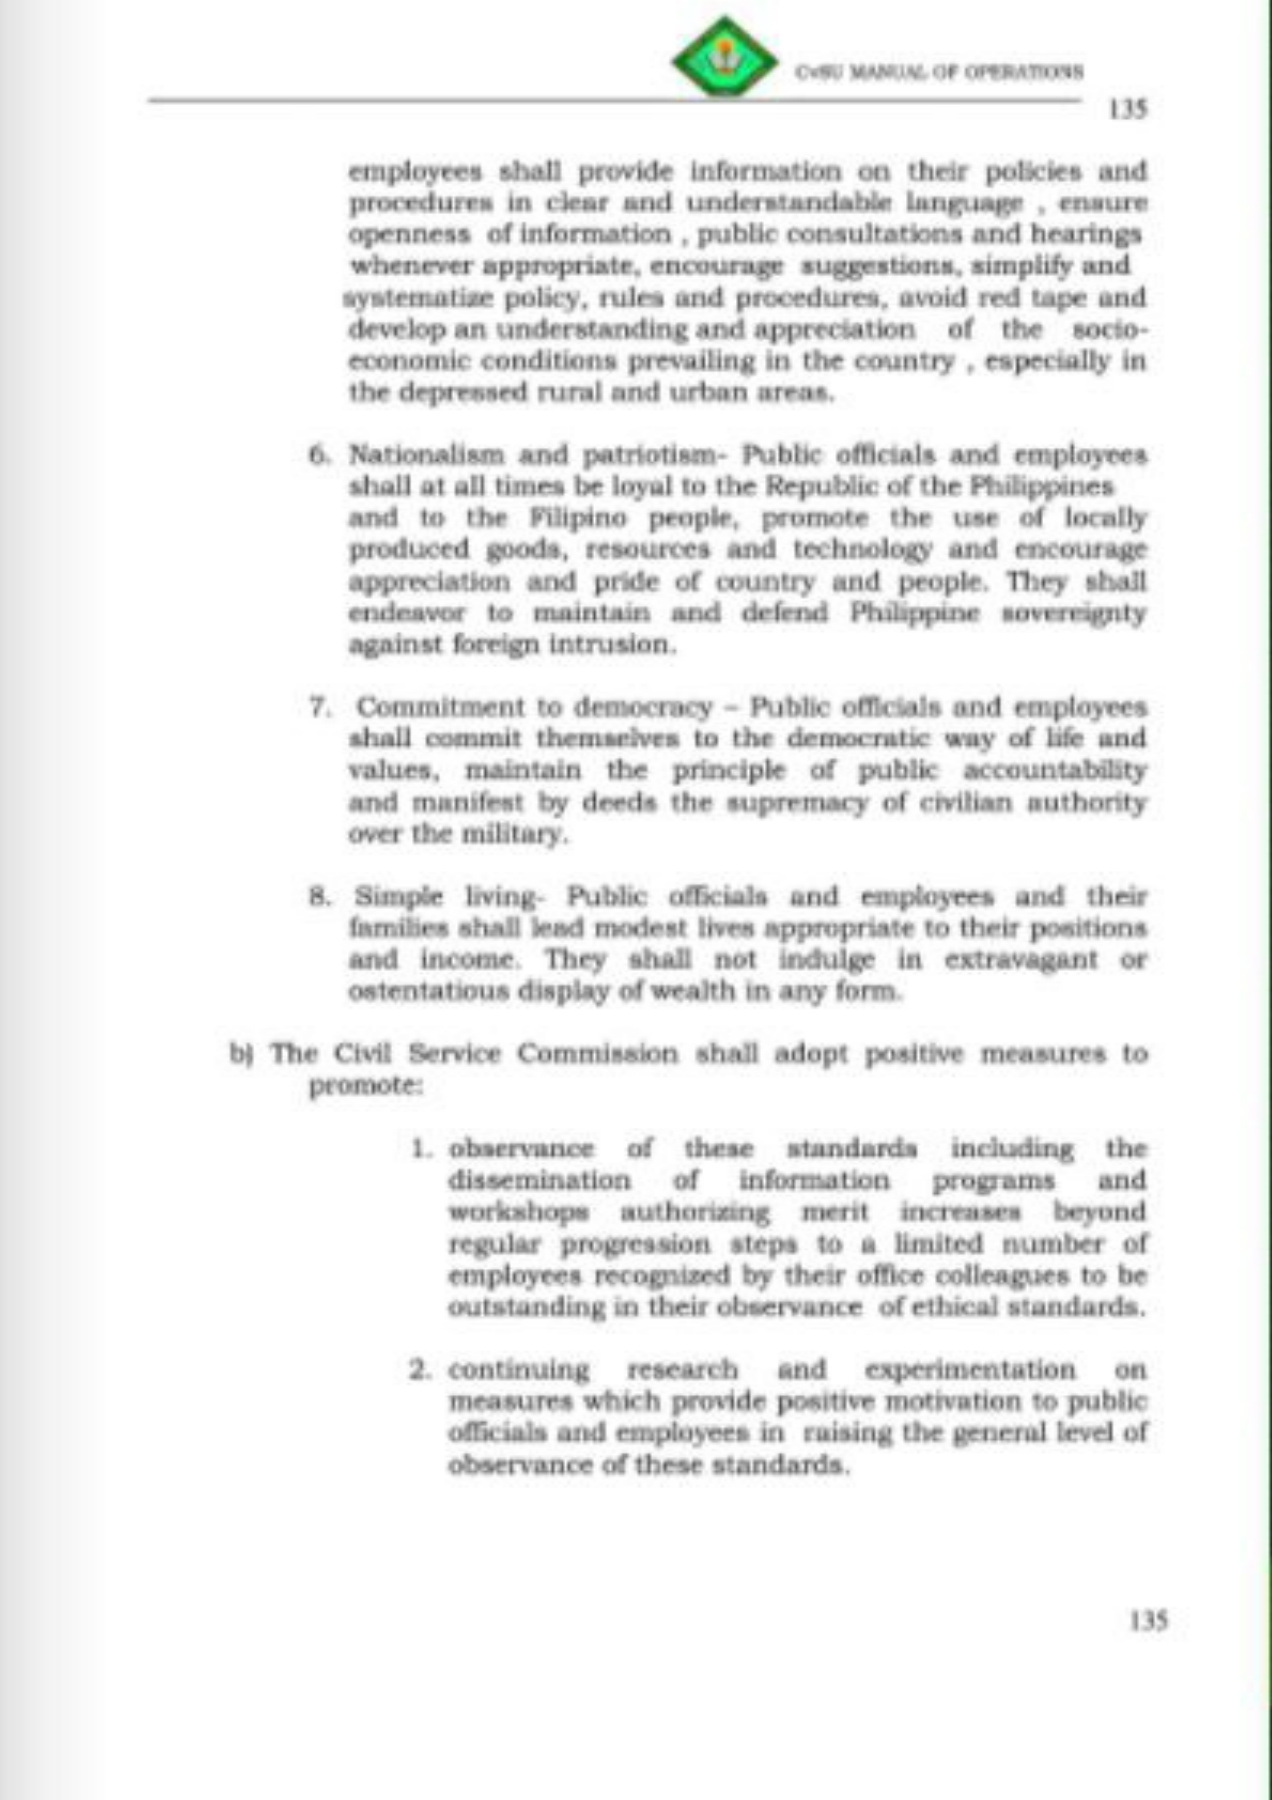 CvSU MANUAL OF OPERATIONS
135
employees shall provide information on their policies and
procedures in clear and understandable language , ensure
openness of information , public consultations and hearings
whenever appropriate, encourage suggestions, simplify and
systematize policy, rules and procedures, avoid red tape and
develop an understanding and appreciation of the socio-
economic conditions prevailing in the country , especially in
the depressed rural and urban areas.
6. Nationalism and patriotism- Public officials and employees
shall at all times be loyal to the Republic of the Philippines
and to the Filipino people, promote the use of locally
produced goods, resources and technology and encourage
appreciation and pride of country and people. They shall
endeavor to maintain and defend Philippine sovereignty
against foreign intrusion.
7. Commitment to democracy – Public officials and employees
shall commit themselves to the democratic way of life and
values, maintain the principle of public accountability
and manifest by deeds the supremacy of civilian authority
over the military.
8. Simple living- Public officials and employees and their
families shall lead modest lives appropriate to their positions
and income. They shall not indulge in extravagant or
ostentatious display of wealth in any form.
b) The Civil Service Commission shall adopt positive measures to
promote:
1. observance of these standards including the
dissemination of information programs and
workshops authorizing merit increases beyond
regular progression steps to a limited number of
employees recognized by their office colleagues to be
outstanding in their observance of ethical standards.
2. continuing research and experimentation on
measures which provide positive motivation to public
officials and employees in raising the general level of
observance of these standards.
135